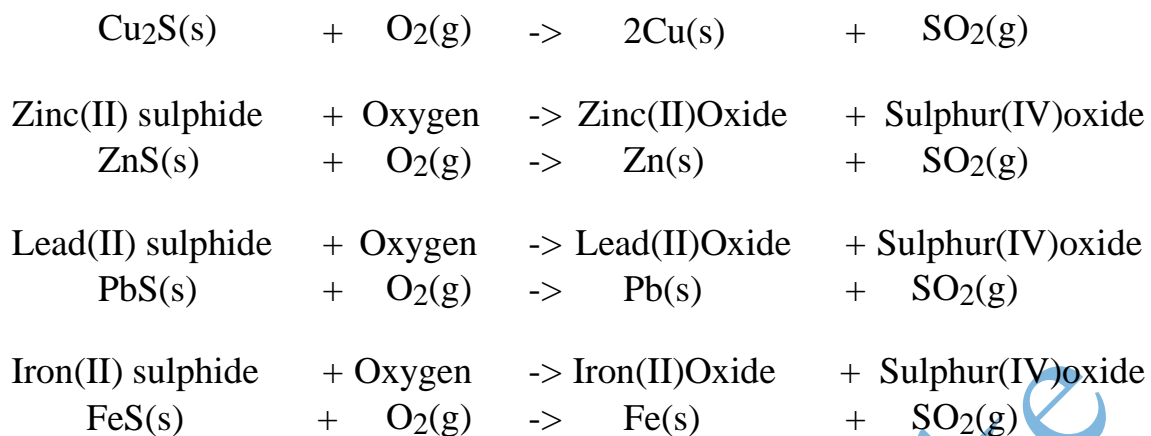 Cu2S(s) + O2(g) -> 2Cu(s) + SO2(g)
Zinc(II) sulphide + Oxygen -> Zinc(II)Oxide + Sulphur(IV)oxide
ZnS(s) + O2(g) -> Zn(s) + SO2(g)
Lead(II) sulphide + Oxygen -> Lead(II)Oxide + Sulphur(IV)oxide
PbS(s) + O2(g) -> Pb(s) + SO2(g)
Iron(II) sulphide + Oxygen -> Iron(II)Oxide + Sulphur(IV)oxide
FeS(s) + O2(g) -> Fe(s) + SO2(g)